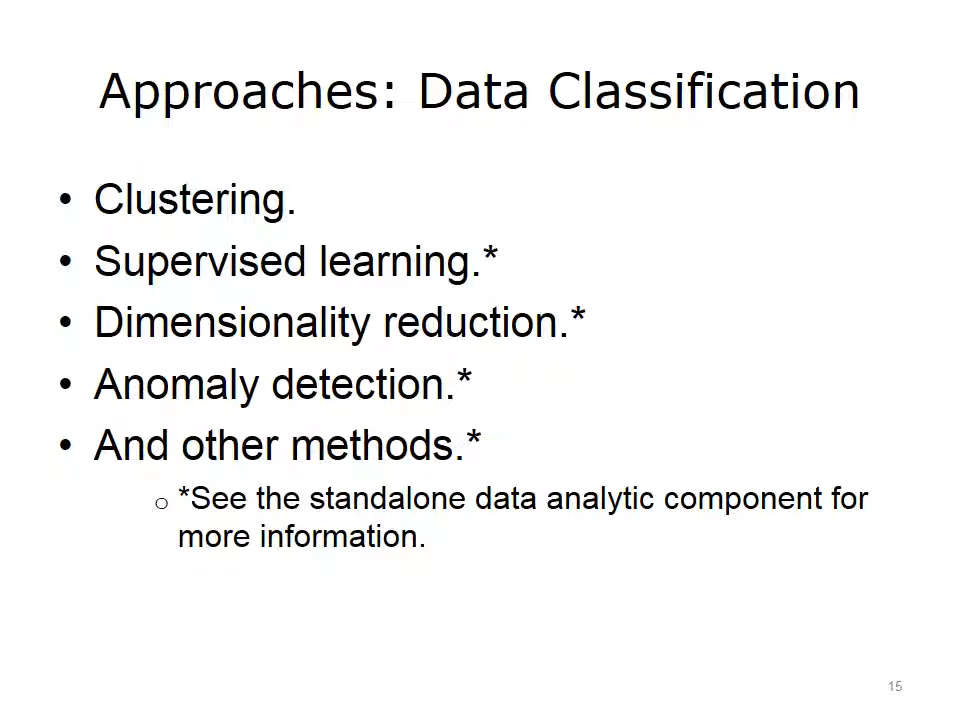 Approaches: Data Classification
• Clustering.
• Supervised learning.*
• Dimensionality reduction.*
• Anomaly detection.*
• And other methods.*
o *See the standalone data analytic component for
more information.
15